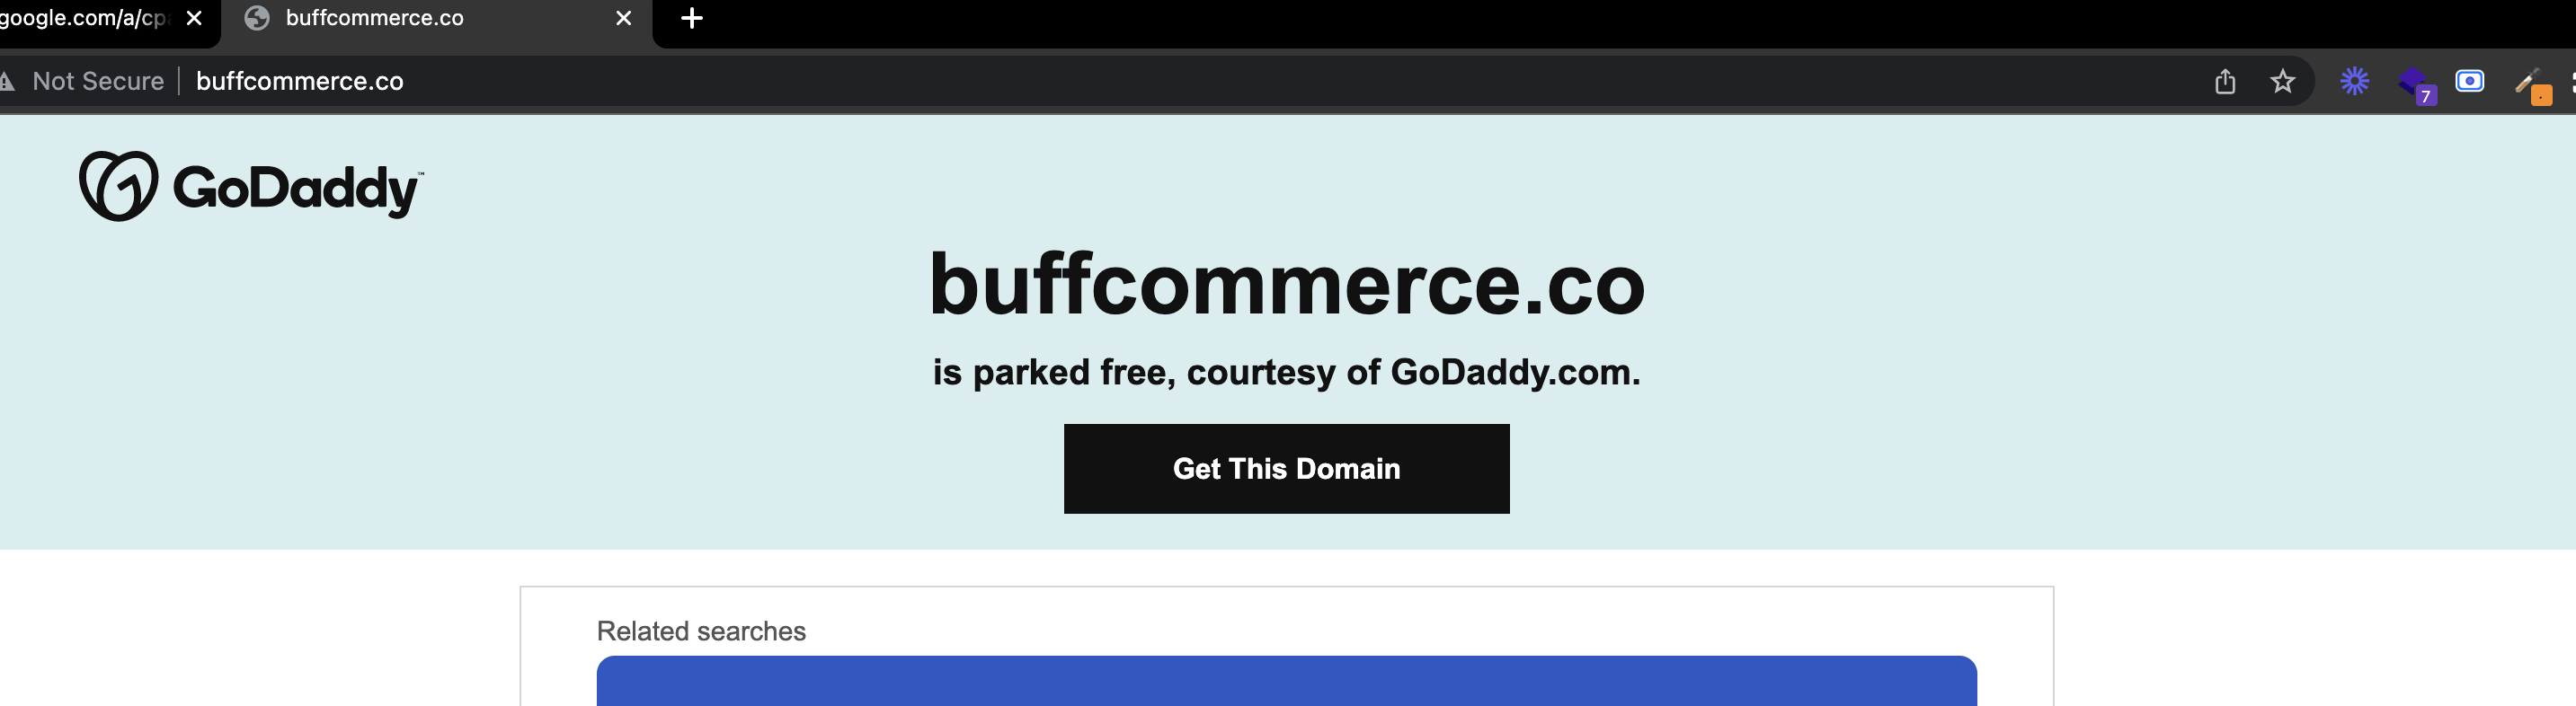 google.com/a/cpa
buffcommerce.co
Not Secure
buffcommerce.co
7
GoDaddy™
buffcommerce.co
is parked free, courtesy of GoDaddy.com.
Get This Domain
Related searches